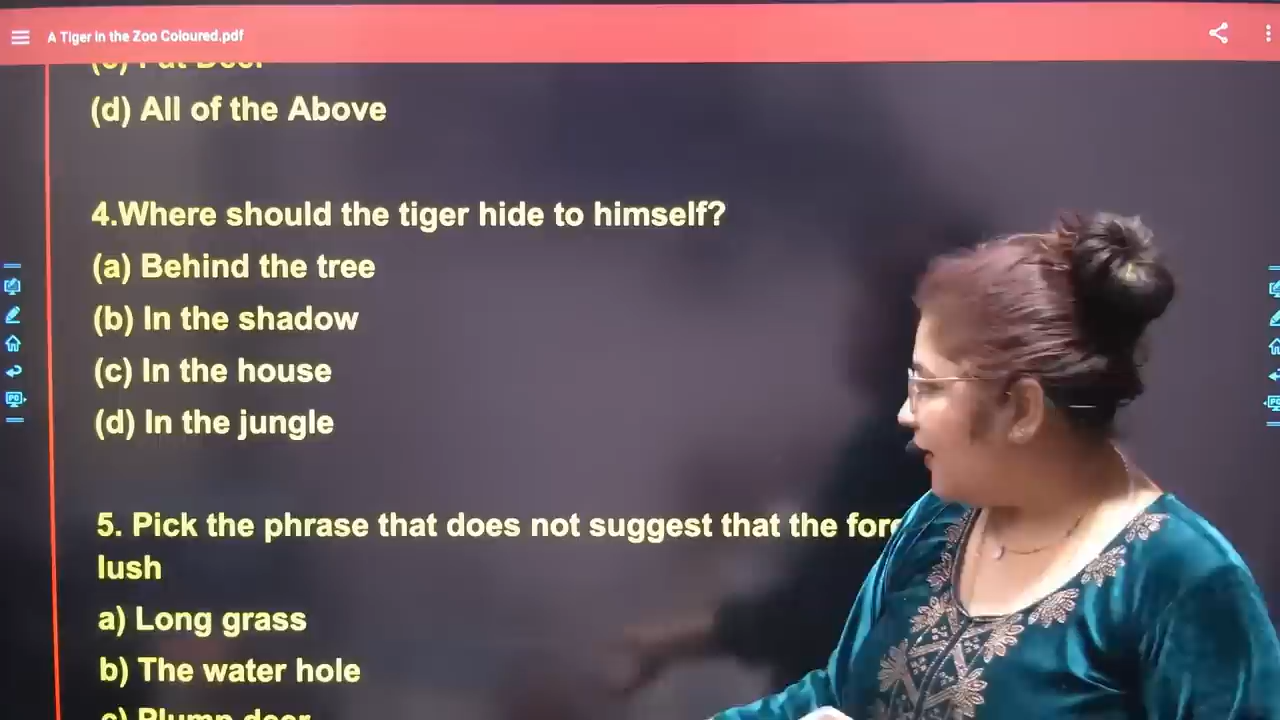 A Tiger in the Zoo Coloured.pdf
(d) All of the Above
4.Where should the tiger hide to himself?
(a) Behind the tree
(b) In the shadow
(c) In the house
(d) In the jungle
5. Pick the phrase that does not suggest that the
lush
a) Long grass
b) The water hole
c) Plump deer